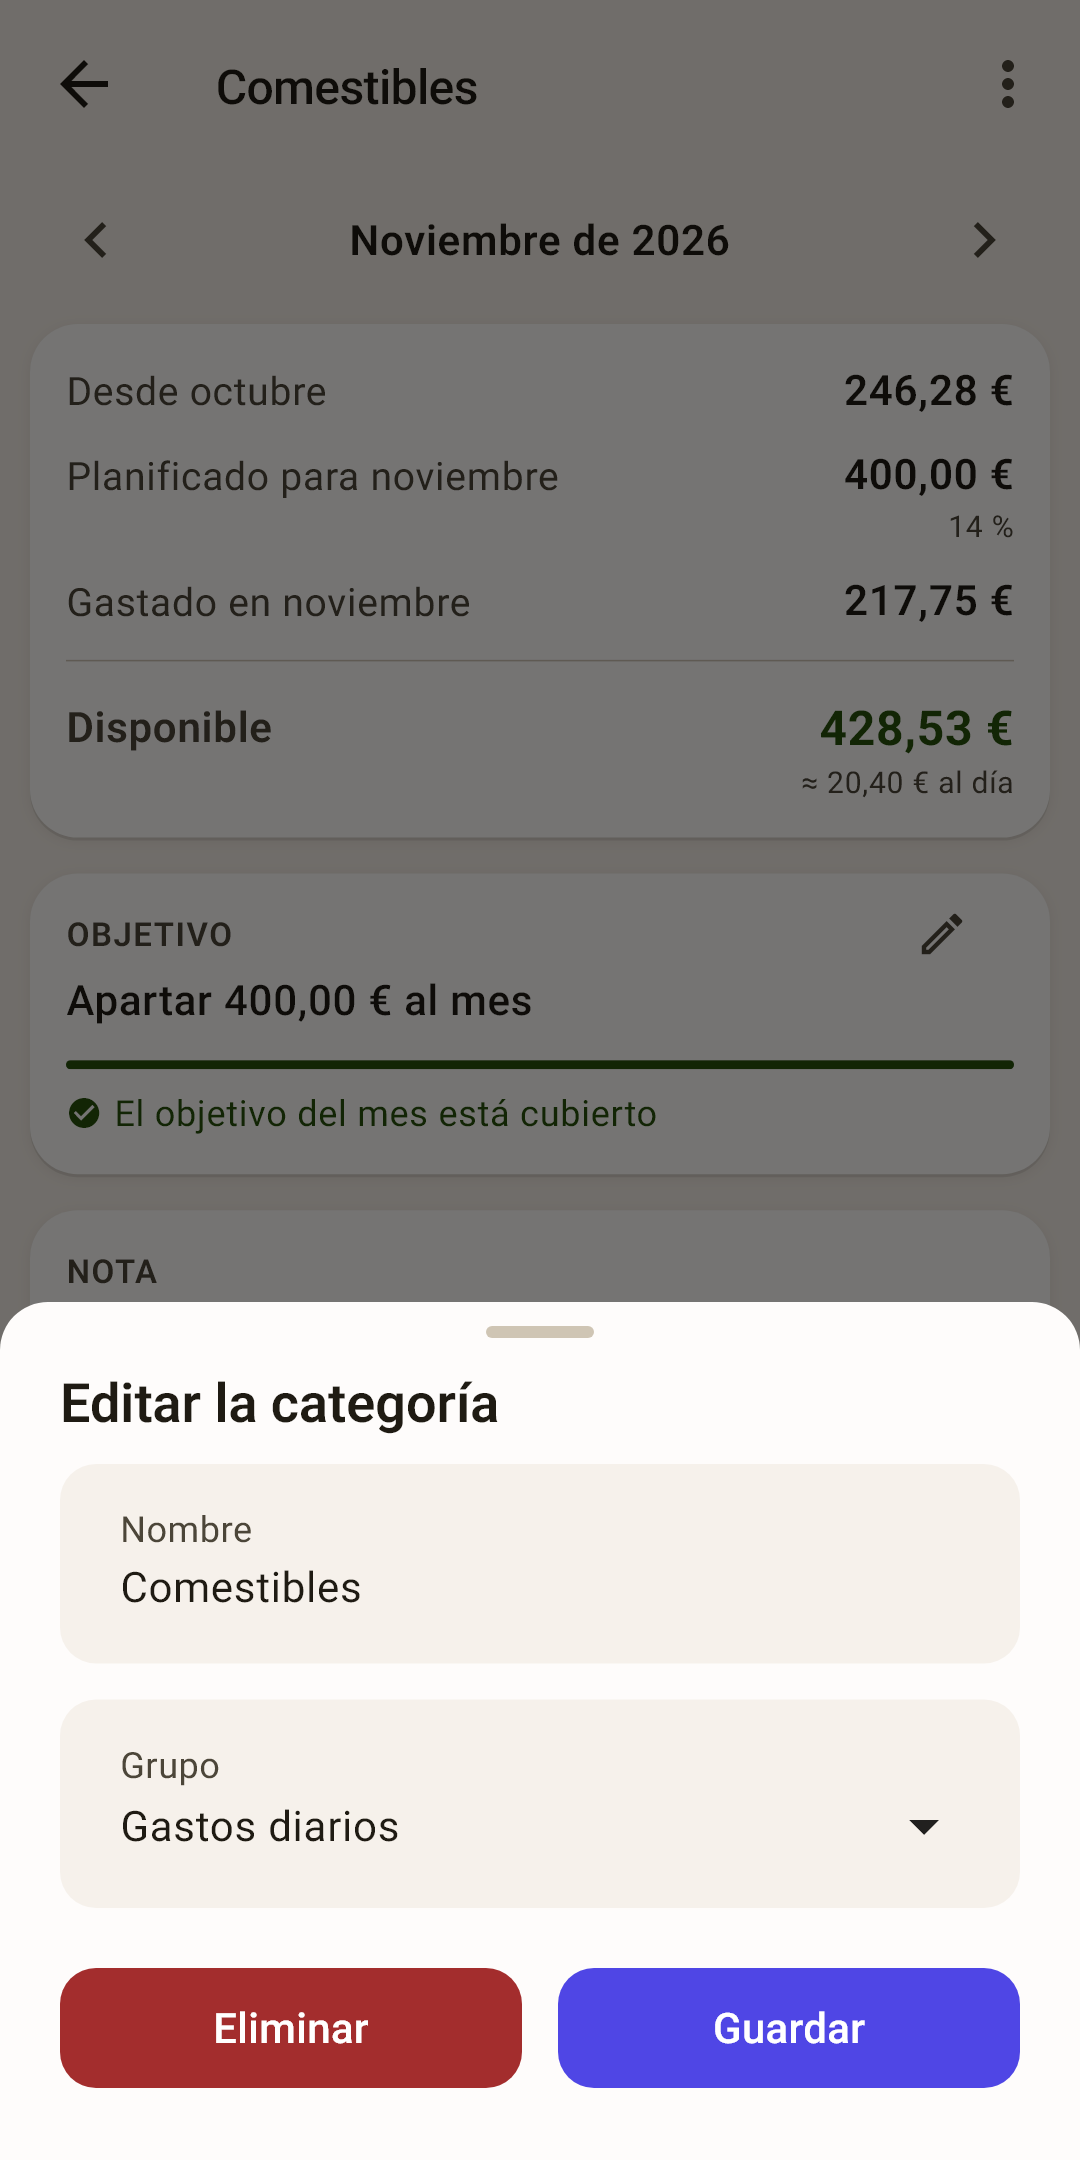 Comestibles
Noviembre de 2026
Desde octubre 246,28 €
Planificado para noviembre 400,00 €
14 %
Gastado en noviembre 217,75 €
Disponible 428,53 €
≈ 20,40 € al día
OBJETIVO
Apartar 400,00 € al mes
El objetivo del mes está cubierto
NOTA
Editar la categoría
Nombre
Comestibles
Grupo
Gastos diarios
Eliminar Guardar